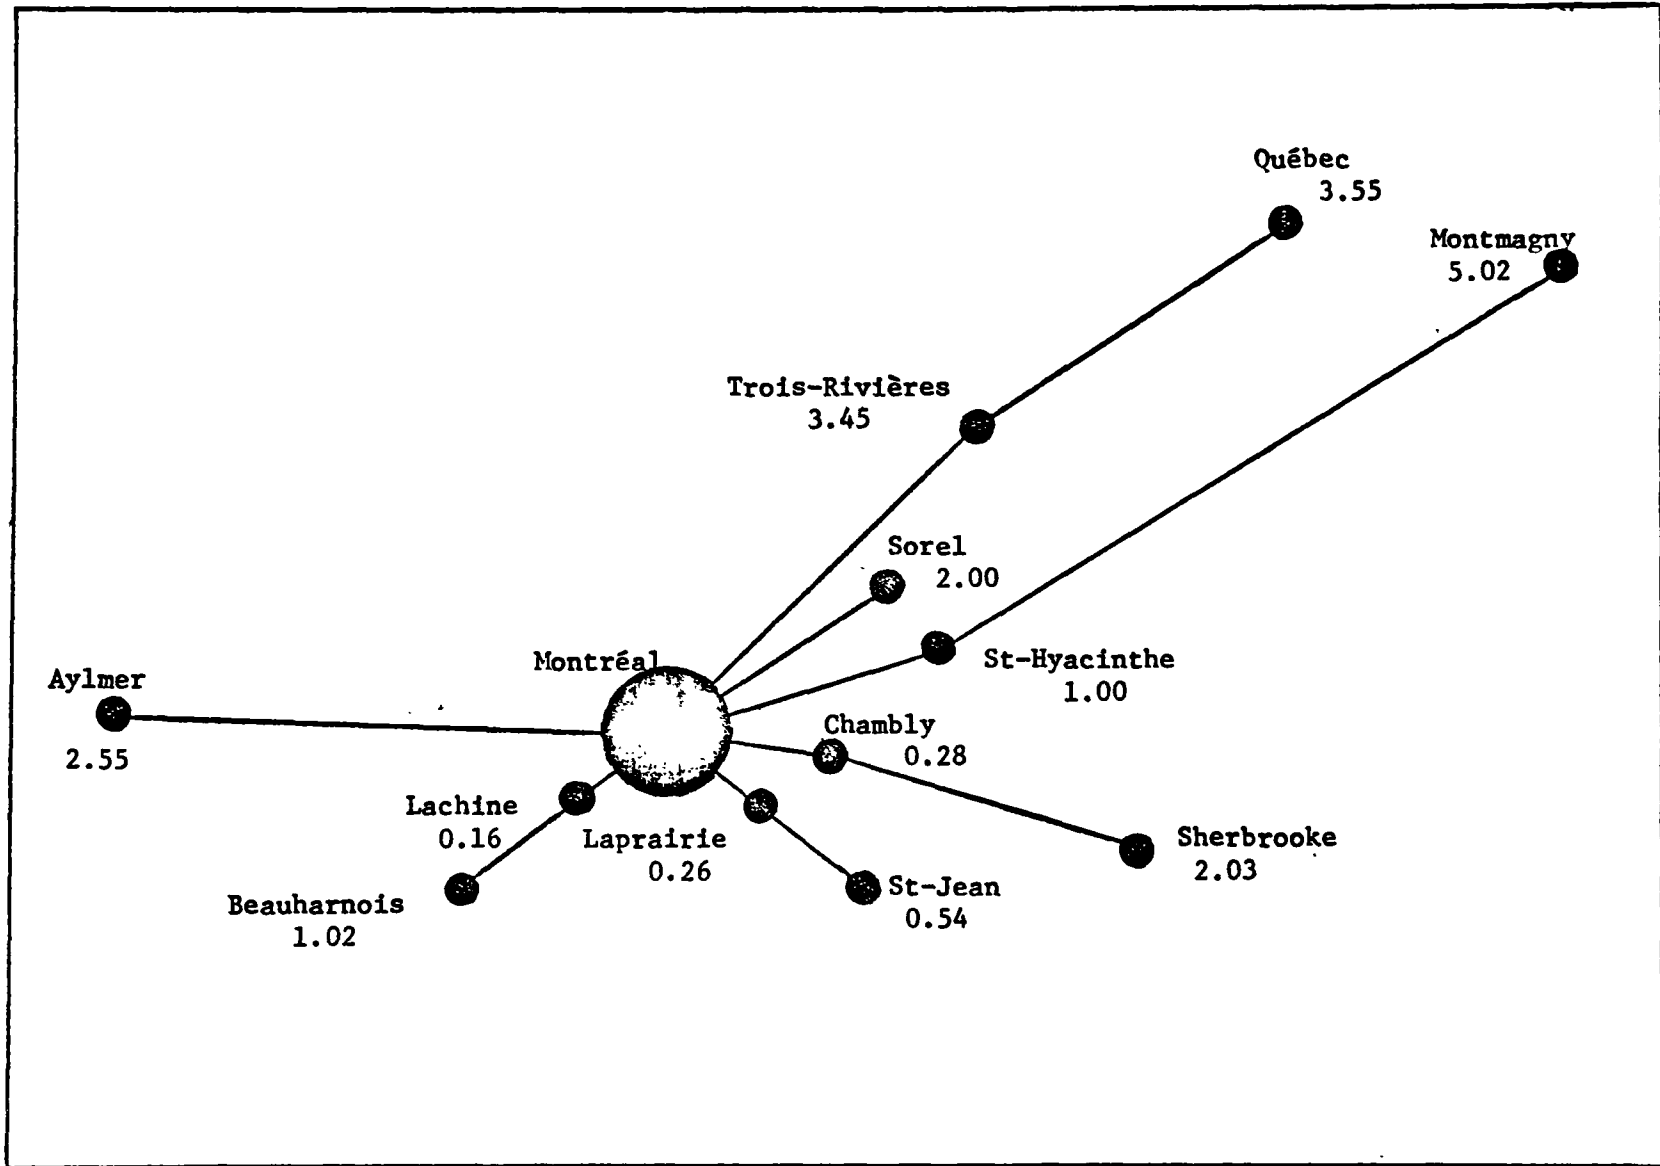 Québec
3.55
Montmagny
5.02
Trois-Rivières
3.45
Sorel
2.00
Montréal
St-Hyacinthe
1.00
Aylmer
2.55
Chambly
0.28
Lachine
0.16
Laprairie
0.26
Sherbrooke
2.03
St-Jean
0.54
Beauharnois
1.02